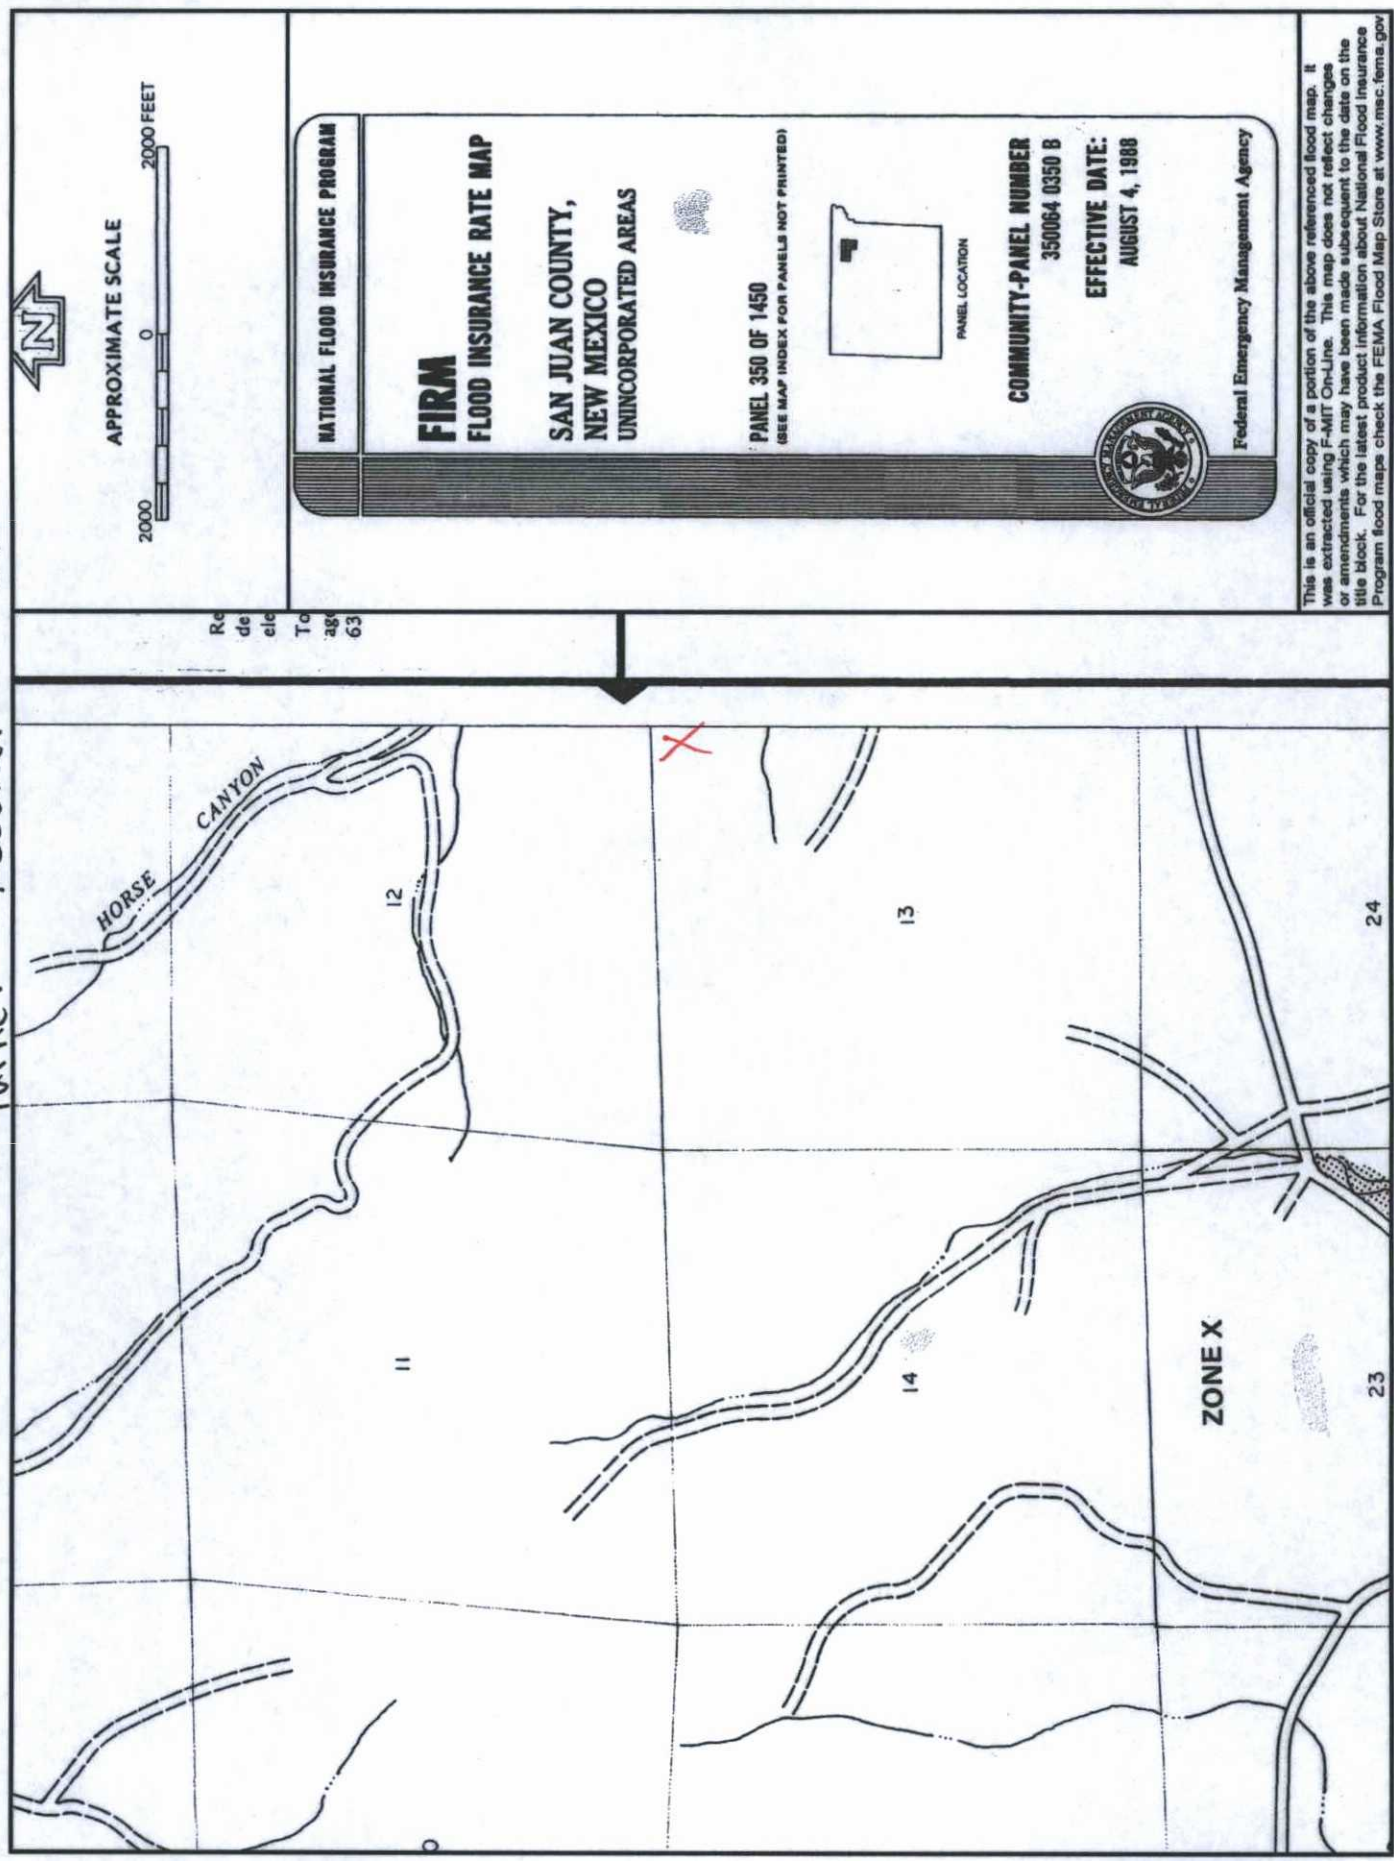 HORSE
CANYON
12
11
13
14
24
23
ZONE X
Re
de
ele
To
age
63
APPROXIMATE SCALE
2000 0 2000 FEET
N
NATIONAL FLOOD INSURANCE PROGRAM
FIRM
FLOOD INSURANCE RATE MAP
SAN JUAN COUNTY,
NEW MEXICO
UNINCORPORATED AREAS
PANEL 350 OF 1450
(SEE MAP INDEX FOR PANELS NOT PRINTED)
PANEL LOCATION
COMMUNITY-PANEL NUMBER
350064 0350 B
EFFECTIVE DATE:
AUGUST 4, 1988
Federal Emergency Management Agency
This is an official copy of a portion of the above referenced flood map. It
was extracted using F-MIT On-Line. This map does not reflect changes
or amendments which may have been made subsequent to the date on the
title block. For the latest product information about National Flood Insurance
Program flood maps check the FEMA Flood Map Store at www.msc.fema.gov